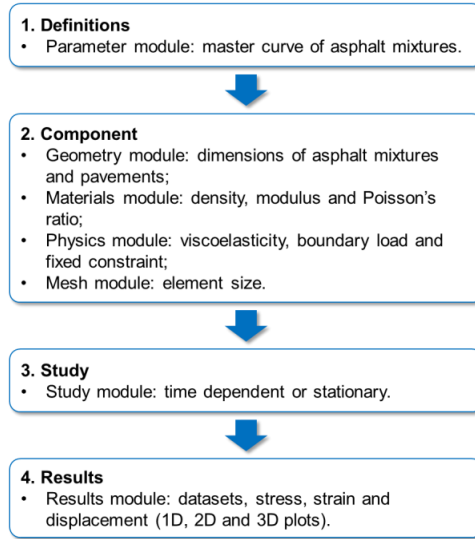 1. Definitions
• Parameter module: master curve of asphalt mixtures.
2. Component
• Geometry module: dimensions of asphalt mixtures
and pavements;
• Materials module: density, modulus and Poisson's
ratio;
• Physics module: viscoelasticity, boundary load and
fixed constraint;
• Mesh module: element size.
3. Study
• Study module: time dependent or stationary.
4. Results
• Results module: datasets, stress, strain and
displacement (1D, 2D and 3D plots).